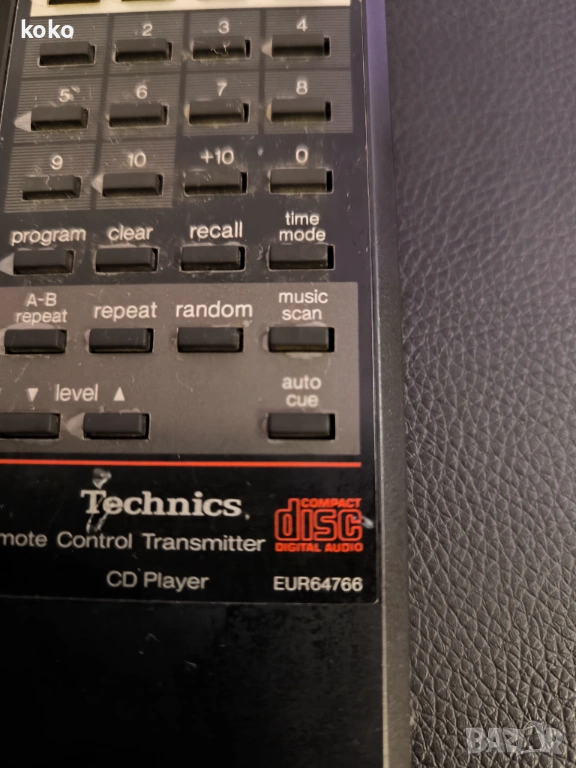 koko
2 3 4
5 6 7 8
9 10 +10 0
program clear recall time mode
A-B repeat repeat random music scan
▼ level ▲ auto cue
Technics
COMPACT
disc
DIGITAL AUDIO
mote Control Transmitter
CD Player EUR64766
BAZAR